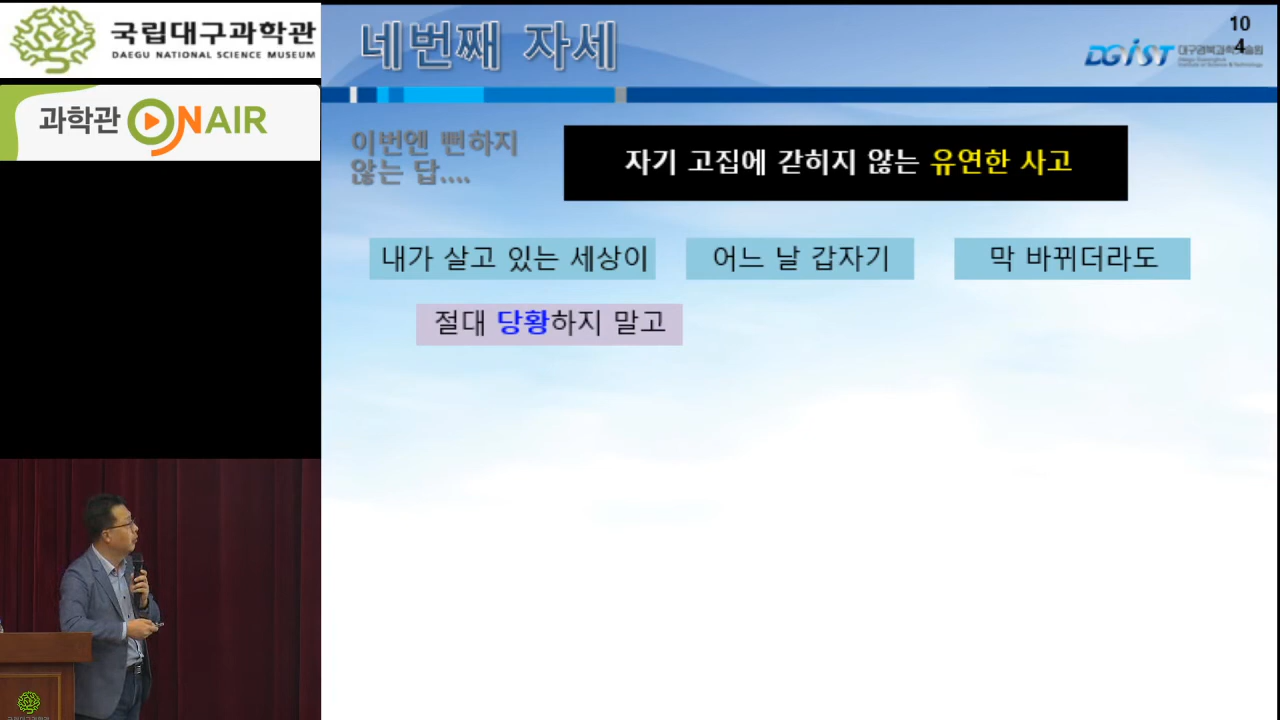 국립대구과학관
DAEGU NATIONAL SCIENCE MUSEUM
과학관 ONAIR
네번째 자세
10
4
DGIST 대구경북과학기술원
이번엔 뻔하지
않는 답....
자기 고집에 갇히지 않는 유연한 사고
내가 살고 있는 세상이
어느 날 갑자기
막 바뀌더라도
절대 당황하지 말고